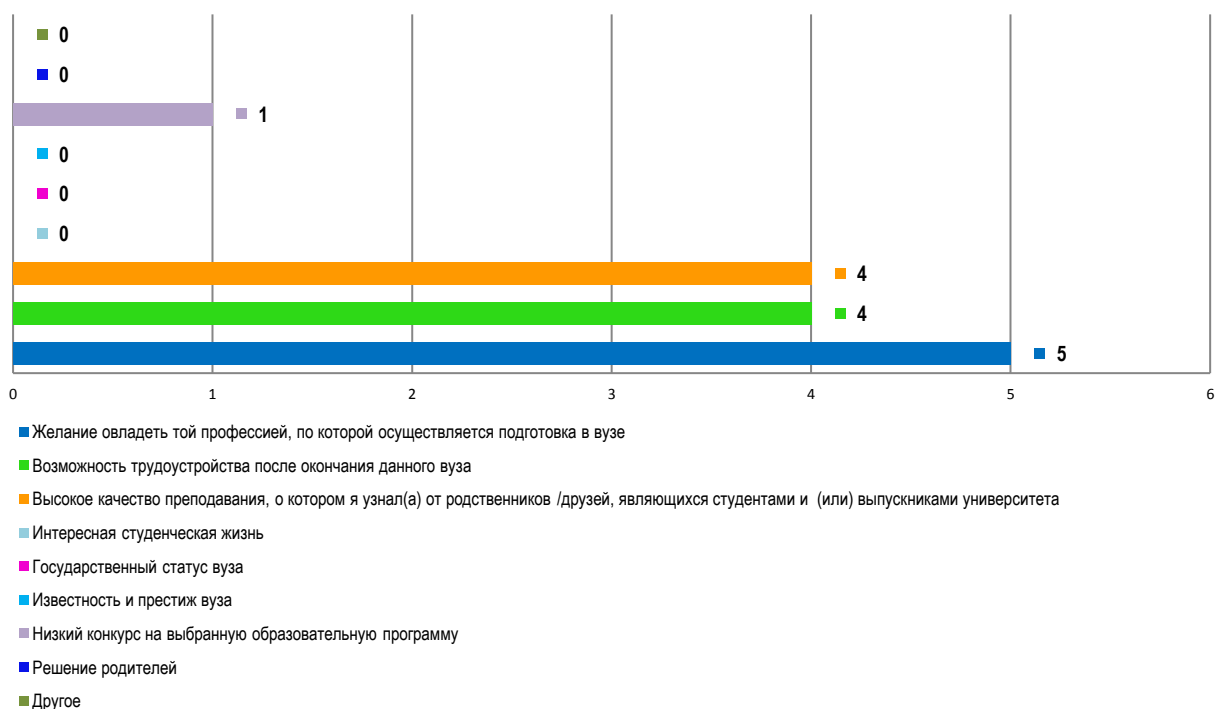 0
0
1
0
0
0
4
4
5
0 1 2 3 4 5 6
Желание овладеть той профессией, по которой осуществляется подготовка в вузе
Возможность трудоустройства после окончания данного вуза
Высокое качество преподавания, о котором я узнал(а) от родственников /друзей, являющихся студентами и (или) выпускниками университета
Интересная студенческая жизнь
Государственный статус вуза
Известность и престиж вуза
Низкий конкурс на выбранную образовательную программу
Решение родителей
Другое